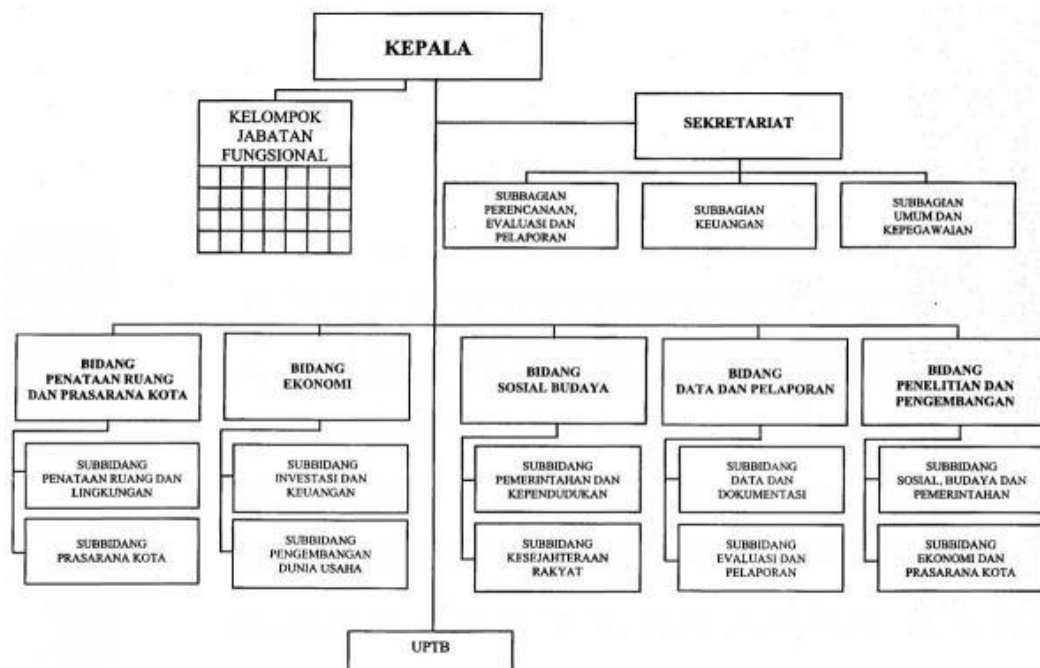 KEPALA
KELOMPOK
JABATAN
FUNGSIONAL
SEKRETARIAT
SUBBAGIAN
PERENCANAAN,
EVALUASI DAN
PELAPORAN
SUBBAGIAN
KEUANGAN
SUBBAGIAN
UMUM DAN
KEPEGAWAIAN
BIDANG
PENATAAN RUANG
DAN PRASARANA KOTA
BIDANG
EKONOMI
BIDANG
SOSIAL BUDAYA
BIDANG
DATA DAN PELAPORAN
BIDANG
PENELITIAN DAN
PENGEMBANGAN
SUBBIDANG
PENATAAN RUANG DAN
LINGKUNGAN
SUBBIDANG
INVESTASI DAN
KEUANGAN
SUBBIDANG
PEMERINTAHAN DAN
KEPENDUDUKAN
SUBBIDANG
DATA DAN
DOKUMENTASI
SUBBIDANG
SOSIAL, BUDAYA DAN
PEMERINTAHAN
SUBBIDANG
PRASARANA KOTA
SUBBIDANG
PENGEMBANGAN
DUNIA USAHA
SUBBIDANG
KESEJAHTERAAN
RAKYAT
SUBBIDANG
EVALUASI DAN
PELAPORAN
SUBBIDANG
EKONOMI DAN
PRASARANA KOTA
UPTB